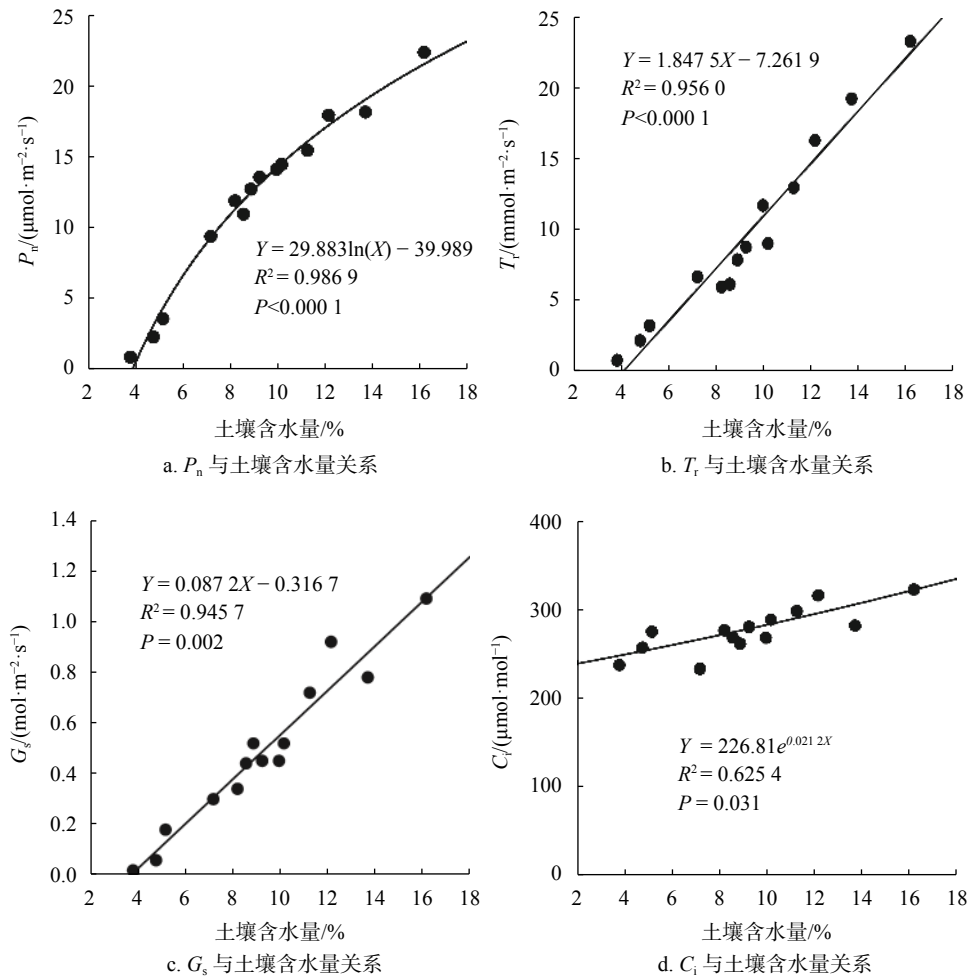 25
20
15
10
5
0
Pn/(μmol·m−2·s−1)
Y = 29.883ln(X) − 39.989
R2 = 0.986 9
P<0.000 1
2 4 6 8 10 12 14 16 18
土壤含水量/%
a. Pn 与土壤含水量关系
25
20
15
10
5
0
Tr/(mmol·m−2·s−1)
Y = 1.847 5X − 7.261 9
R2 = 0.956 0
P<0.000 1
2 4 6 8 10 12 14 16 18
土壤含水量/%
b. Tr 与土壤含水量关系
1.4
1.2
1.0
0.8
0.6
0.4
0.2
0.0
Gs/(mol·m−2·s−1)
Y = 0.087 2X − 0.316 7
R2 = 0.945 7
P = 0.002
2 4 6 8 10 12 14 16 18
土壤含水量/%
c. Gs 与土壤含水量关系
400
300
200
100
0
Ci/(μmol·mol−1)
Y = 226.81e0.021 2X
R2 = 0.625 4
P = 0.031
2 4 6 8 10 12 14 16 18
土壤含水量/%
d. Ci 与土壤含水量关系